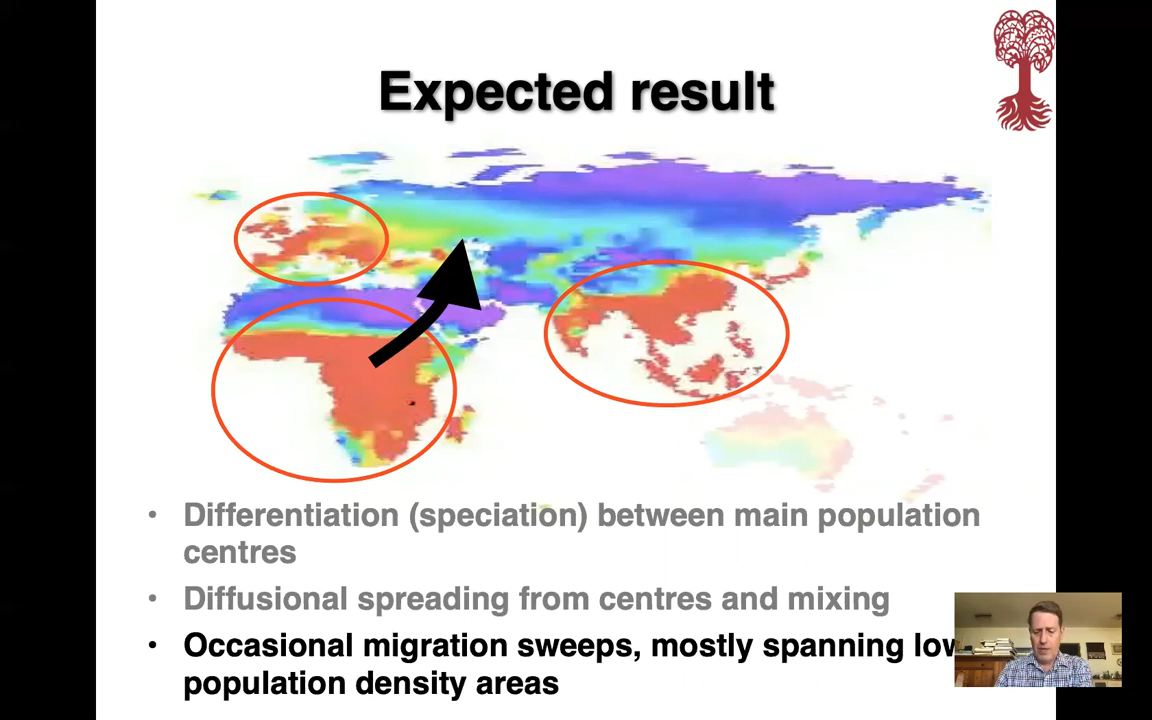 Expected result
• Differentiation (speciation) between main population
centres
• Diffusional spreading from centres and mixing
• Occasional migration sweeps, mostly spanning low
population density areas